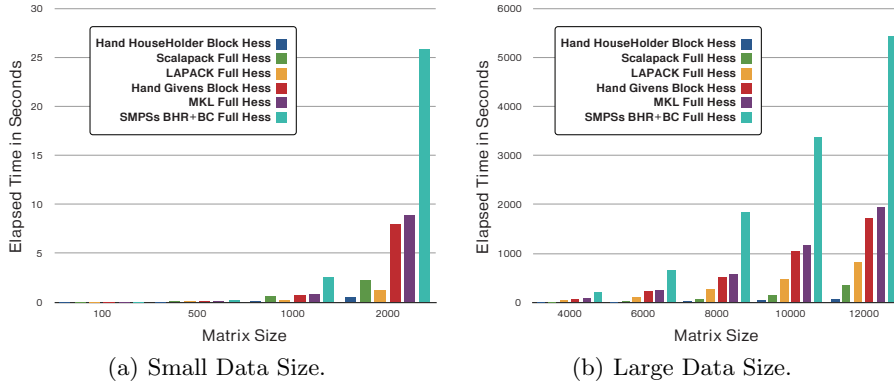 30
25
20
15
10
5
0
Elapsed Time in Seconds
Hand HouseHolder Block Hess
Scalapack Full Hess
LAPACK Full Hess
Hand Givens Block Hess
MKL Full Hess
SMPSs BHR+BC Full Hess
100
500
1000
2000
Matrix Size
(a) Small Data Size.
6000
5000
4000
3000
2000
1000
0
Elapsed Time in Seconds
Hand HouseHolder Block Hess
Scalapack Full Hess
LAPACK Full Hess
Hand Givens Block Hess
MKL Full Hess
SMPSs BHR+BC Full Hess
4000
6000
8000
10000
12000
Matrix Size
(b) Large Data Size.